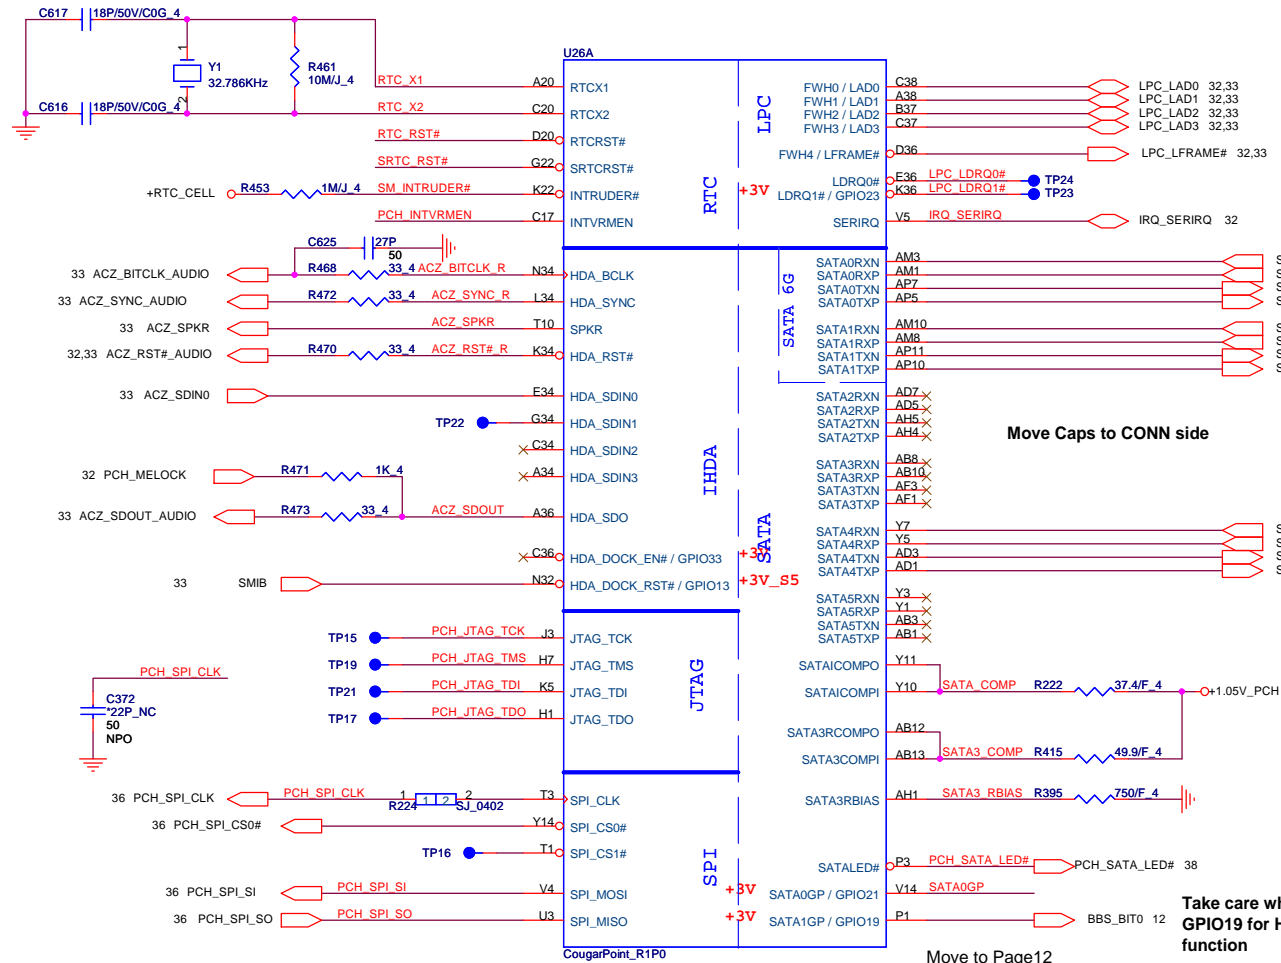 C617 18P/50V/C0G_4
1
Y1
32.786KHz
2
R461
10M/J_4
C616 18P/50V/C0G_4
U26A
RTC_X1 A20 RTCX1
RTC_X2 C20 RTCX2
RTC_RST# D20 RTCRST#
SRTC_RST# G22 SRTCRST#
+RTC_CELL R453 1M/J_4 SM_INTRUDER# K22 INTRUDER#
PCH_INTVRMEN C17 INTVRMEN
RTC
LPC
+3V
FWH0 / LAD0 C38 LPC_LAD0 32,33
FWH1 / LAD1 A38 LPC_LAD1 32,33
FWH2 / LAD2 B37 LPC_LAD2 32,33
FWH3 / LAD3 C37 LPC_LAD3 32,33
FWH4 / LFRAME# D36 LPC_LFRAME# 32,33
LDRQ0# E36 LPC_LDRQ0# TP24
LDRQ1# / GPIO23 K36 LPC_LDRQ1# TP23
SERIRQ V5 IRQ_SERIRQ IRQ_SERIRQ 32
C625 27P
50
33 ACZ_BITCLK_AUDIO R468 33_4 ACZ_BITCLK_R N34 HDA_BCLK
33 ACZ_SYNC_AUDIO R472 33_4 ACZ_SYNC_R L34 HDA_SYNC
33 ACZ_SPKR ACZ_SPKR T10 SPKR
32,33 ACZ_RST#_AUDIO R470 33_4 ACZ_RST#_R K34 HDA_RST#
33 ACZ_SDIN0 E34 HDA_SDIN0
TP22 G34 HDA_SDIN1
C34 HDA_SDIN2
A34 HDA_SDIN3
32 PCH_MELOCK R471 1K_4
33 ACZ_SDOUT_AUDIO R473 33_4 ACZ_SDOUT A36 HDA_SDO
C36 HDA_DOCK_EN# / GPIO33 +3V
33 SMIB N32 HDA_DOCK_RST# / GPIO13 +3V_S5
IHDA
SATA
SATA 6G
SATA0RXN AM3
SATA0RXP AM1
SATA0TXN AP7
SATA0TXP AP5
SATA1RXN AM10
SATA1RXP AM8
SATA1TXN AP11
SATA1TXP AP10
SATA2RXN AD7
SATA2RXP AD5
SATA2TXN AH5
SATA2TXP AH4
Move Caps to CONN side
SATA3RXN AB8
SATA3RXP AB10
SATA3TXN AF3
SATA3TXP AF1
SATA4RXN Y7
SATA4RXP Y5
SATA4TXN AD3
SATA4TXP AD1
SATA5RXN Y3
SATA5RXP Y1
SATA5TXN AB3
SATA5TXP AB1
SATAICOMPO Y11
SATAICOMPI Y10 SATA_COMP R222 37.4/F_4 +1.05V_PCH
SATA3RCOMPO AB12
SATA3COMPI AB13 SATA3_COMP R415 49.9/F_4
SATA3RBIAS AH1 SATA3_RBIAS R395 750/F_4
SATALED# P3 PCH_SATA_LED# PCH_SATA_LED# 38
+3V SATA0GP / GPIO21 V14 SATA0GP
+3V SATA1GP / GPIO19 P1 BBS_BIT0 12
TP15 PCH_JTAG_TCK J3 JTAG_TCK
TP19 PCH_JTAG_TMS H7 JTAG_TMS
TP21 PCH_JTAG_TDI K5 JTAG_TDI
TP17 PCH_JTAG_TDO H1 JTAG_TDO
JTAG
PCH_SPI_CLK
C372
*22P_NC
50
NPO
36 PCH_SPI_CLK PCH_SPI_CLK 1 R224 1 2 2 SJ_0402 T3 SPI_CLK
36 PCH_SPI_CS0# Y14 SPI_CS0#
TP16 T1 SPI_CS1#
36 PCH_SPI_SI PCH_SPI_SI V4 SPI_MOSI
36 PCH_SPI_SO PCH_SPI_SO U3 SPI_MISO
SPI
CougarPoint_R1P0
Take care
GPIO19 for
function
Move to Page12